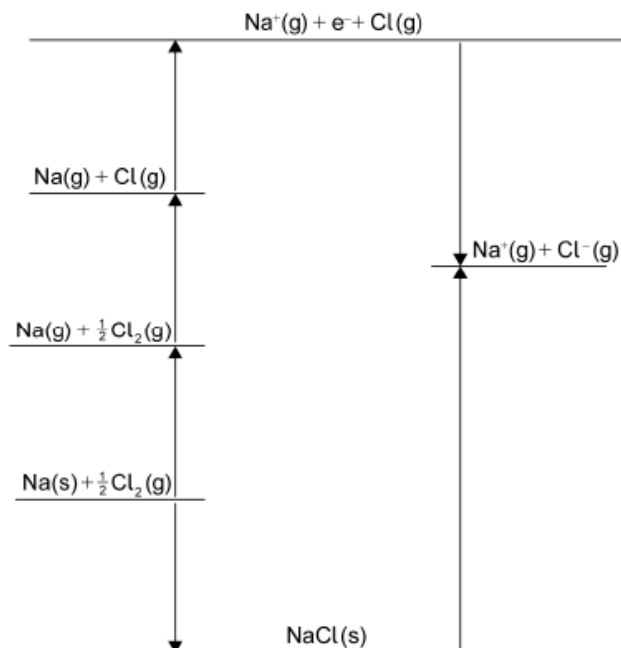 Na⁺(g) + e⁻ + Cl(g)
Na(g) + Cl(g)
Na⁺(g) + Cl⁻(g)
Na(g) + ½Cl₂(g)
Na(s) + ½Cl₂(g)
NaCl(s)